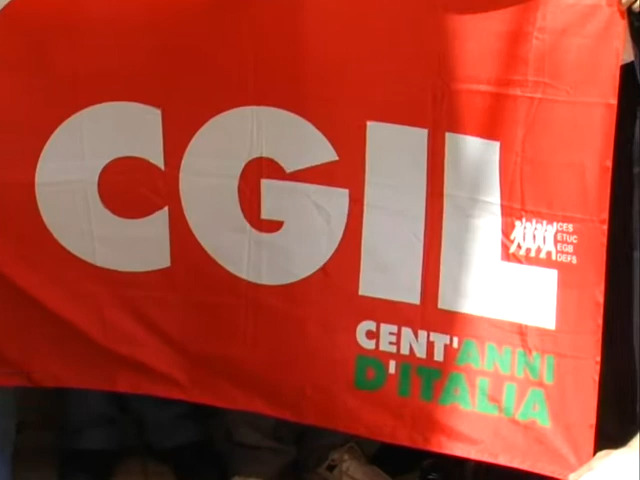 CGIL
CES
ETUC
EGB
DEFS
CENT'ANNI
D'ITALIA